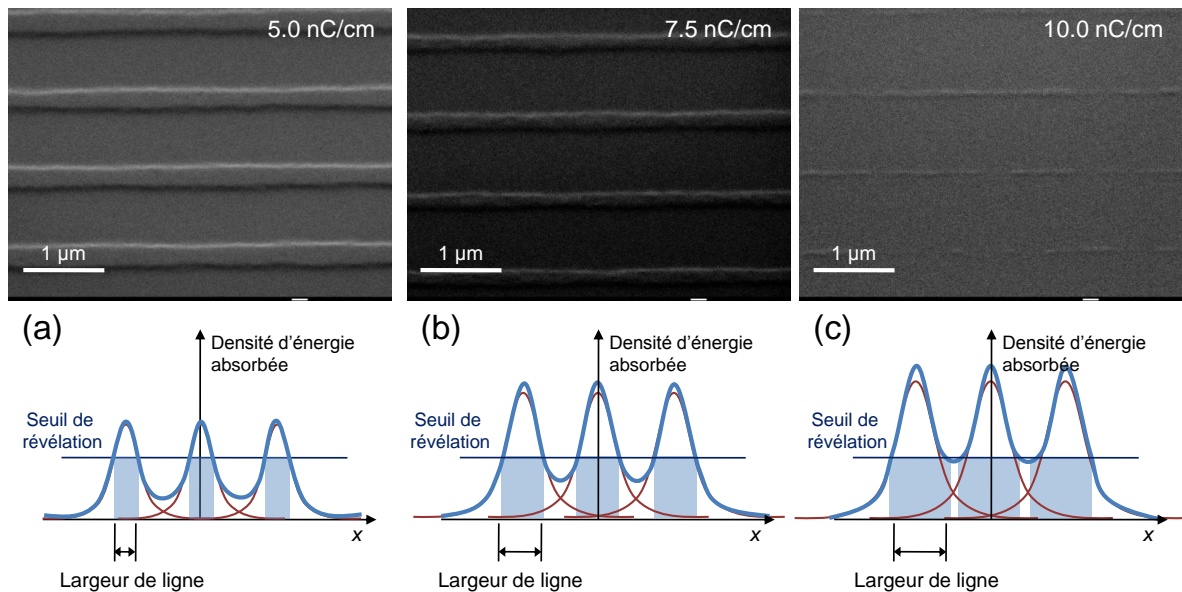 5.0 nC/cm
1 µm
7.5 nC/cm
1 µm
10.0 nC/cm
1 µm
(a)
Densité d’énergie
absorbée
Seuil de
révélation
x
Largeur de ligne
(b)
Densité d’énergie
absorbée
Seuil de
révélation
x
Largeur de ligne
(c)
Densité d’énergie
absorbée
Seuil de
révélation
x
Largeur de ligne